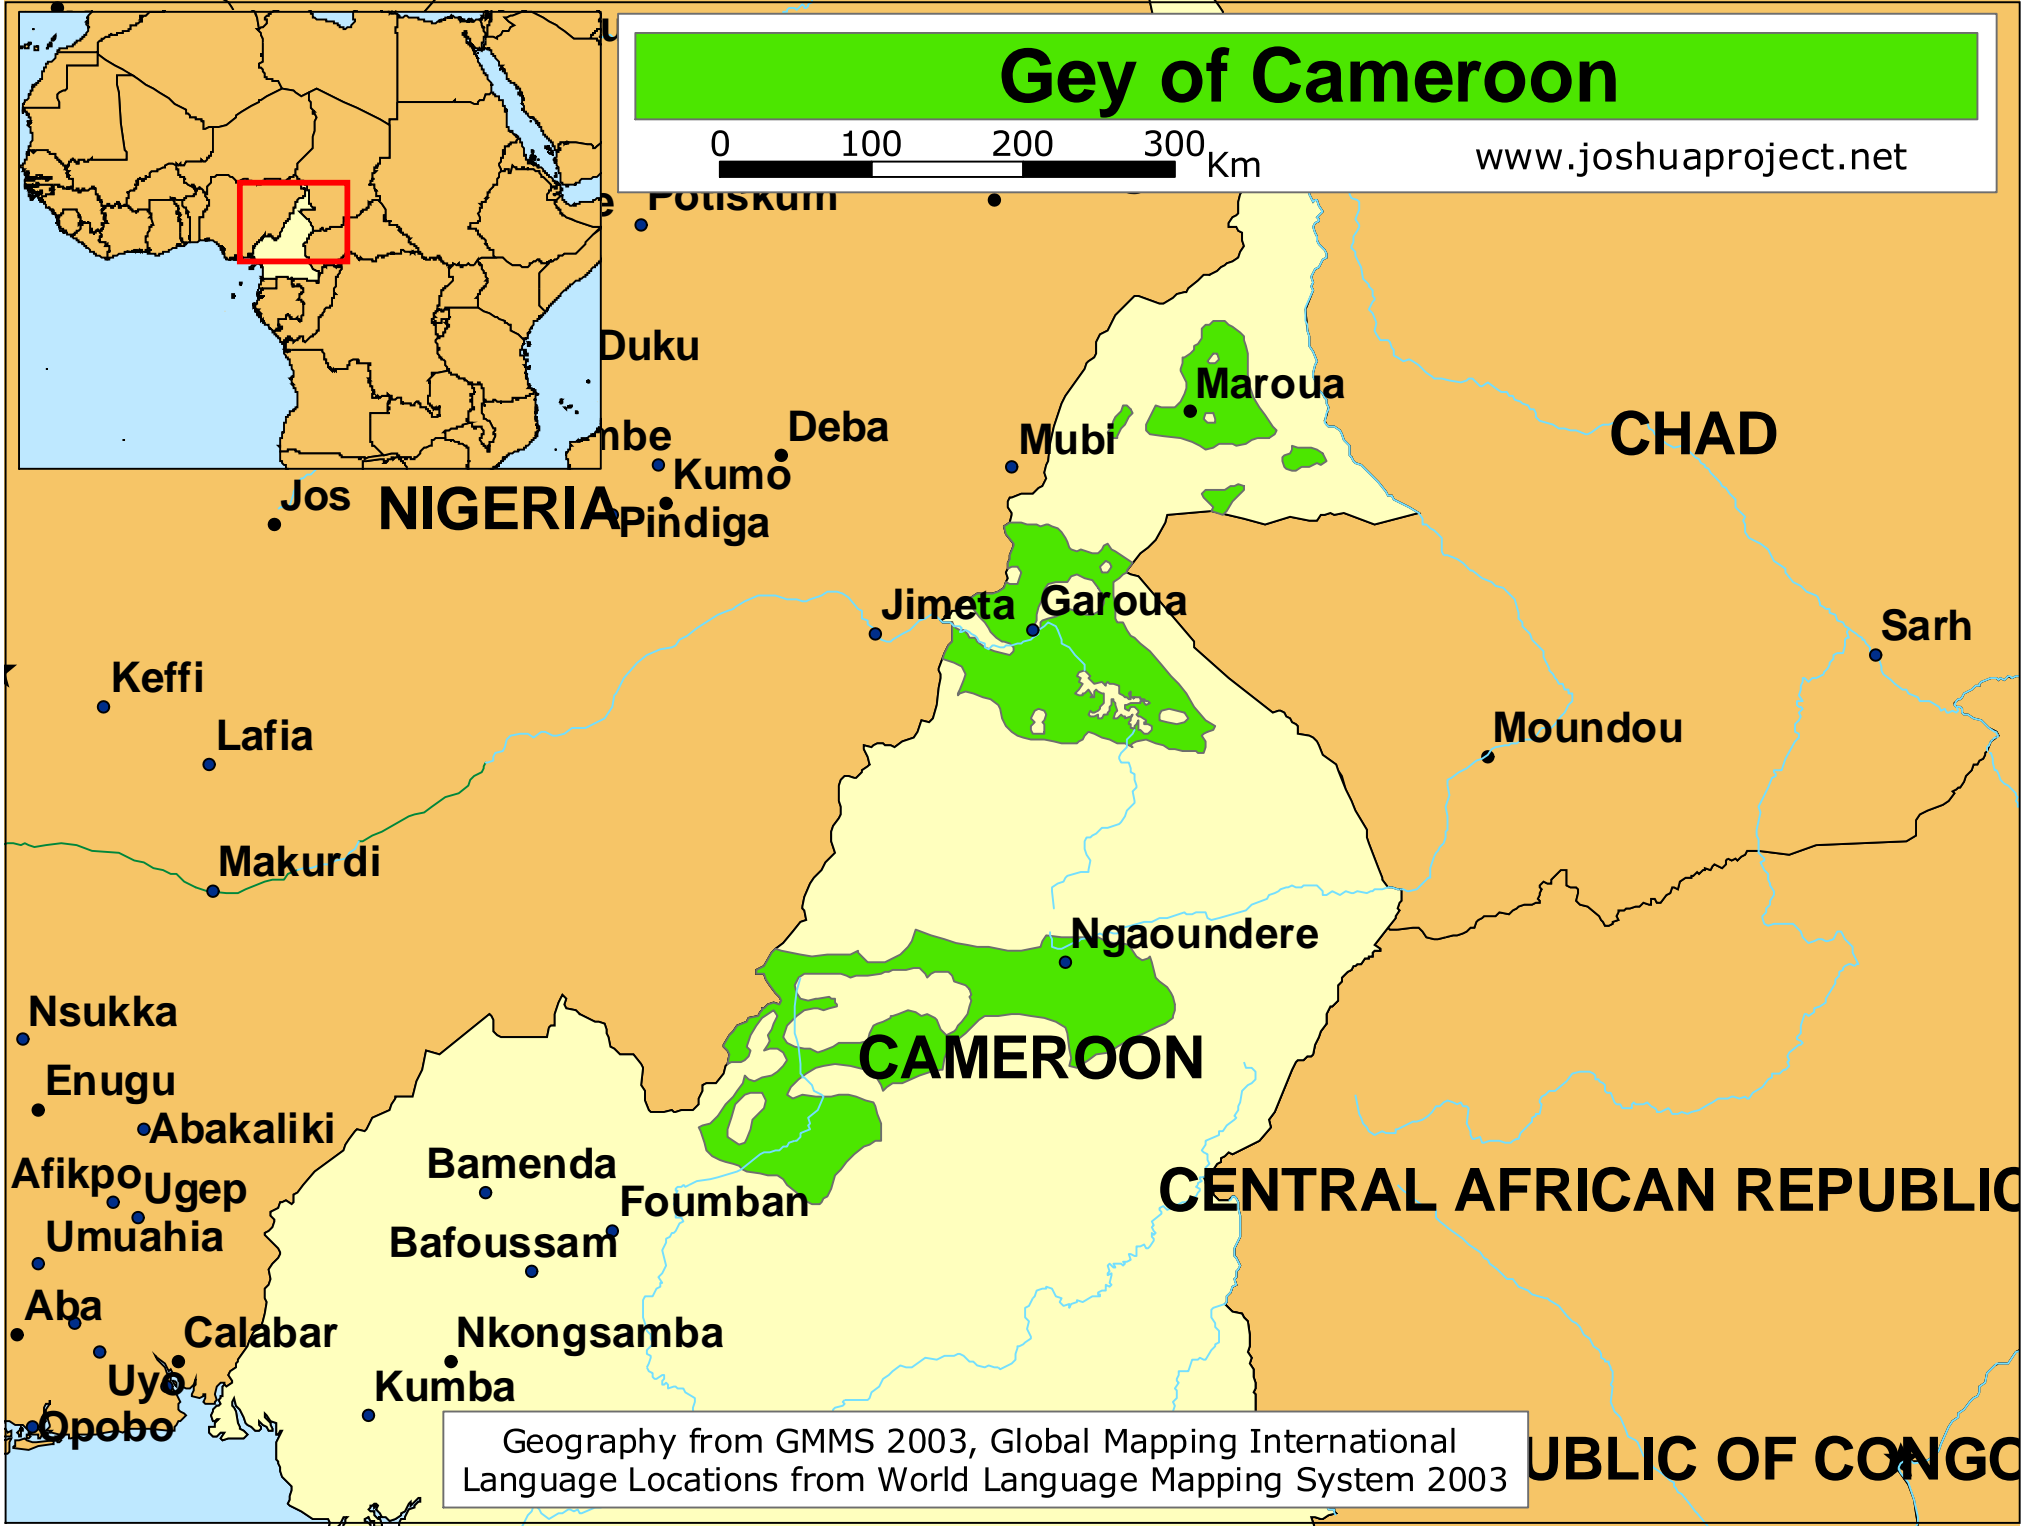 Gey of Cameroon
0 100 200 300 Km
www.joshuaproject.net
Potiskum
Duku
Maroua
CHAD
Deba
Mubi
Kumo
Jos
NIGERIA
Pindiga
Jimeta
Garoua
Sarh
Keffi
Lafia
Moundou
Makurdi
Ngaoundere
Nsukka
CAMEROON
Enugu
Abakaliki
Bamenda
Afikpo
Ugep
CENTRAL AFRICAN REPUBLIC
Foumban
Umuahia
Bafoussam
Aba
Calabar
Nkongsamba
Uyo
Kumba
Opobo
Geography from GMMS 2003, Global Mapping International
Language Locations from World Language Mapping System 2003
UBLIC OF CONGO